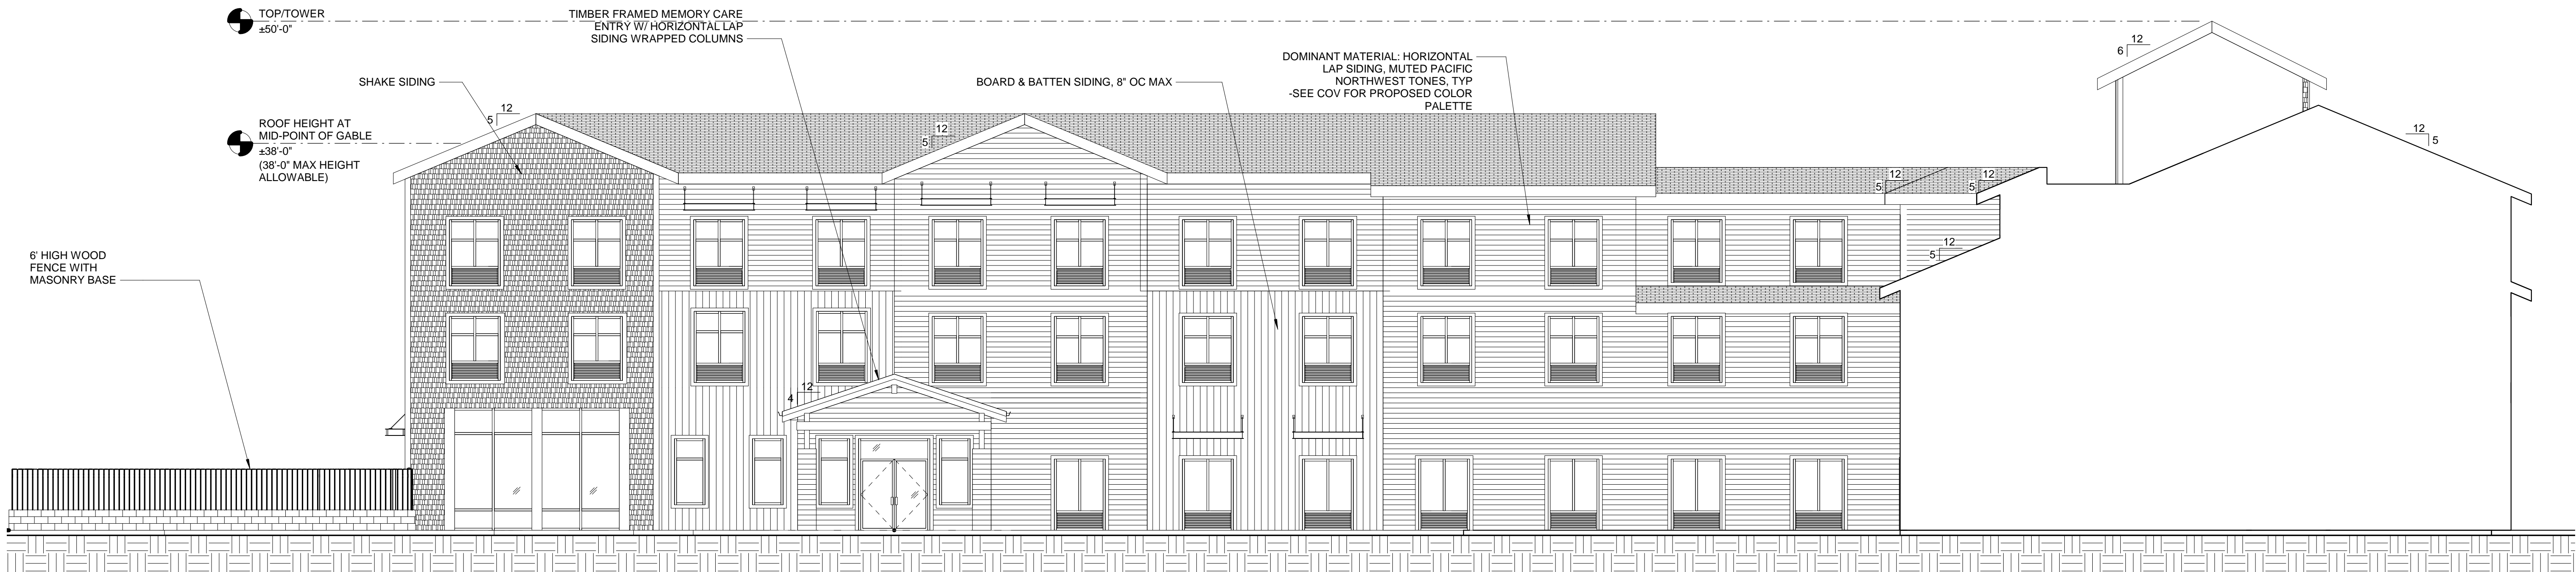 TOP/TOWER
±50'-0"
TIMBER FRAMED MEMORY CARE
ENTRY W/ HORIZONTAL LAP
SIDING WRAPPED COLUMNS
SHAKE SIDING
BOARD & BATTEN SIDING, 8" OC MAX
DOMINANT MATERIAL: HORIZONTAL
LAP SIDING, MUTED PACIFIC
NORTHWEST TONES, TYP
-SEE COV FOR PROPOSED COLOR
PALETTE
12
6
ROOF HEIGHT AT
MID-POINT OF GABLE
±38'-0"
(38'-0" MAX HEIGHT
ALLOWABLE)
12
5
12
5
12
5
12
5
12
5
12
5
6' HIGH WOOD
FENCE WITH
MASONRY BASE
12
4